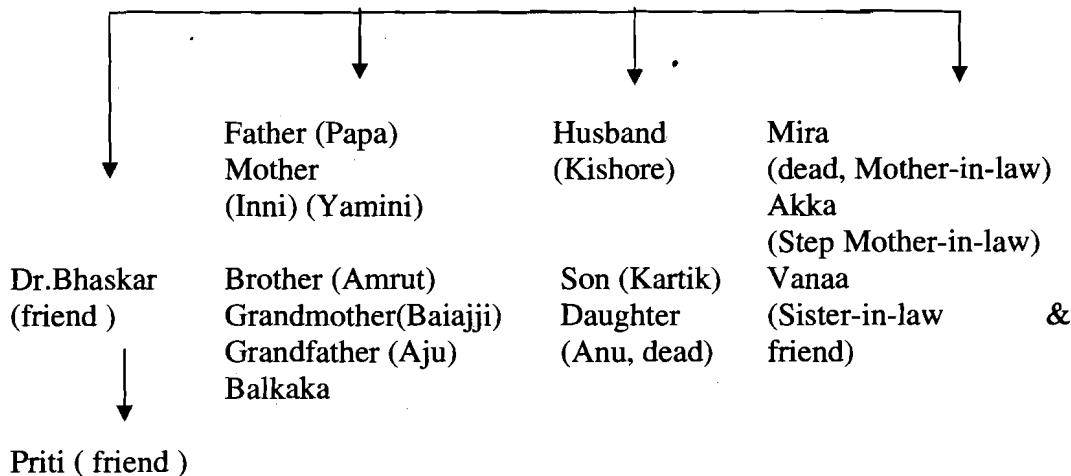 Father (Papa)
Mother
(Inni) (Yamini)
Husband
(Kishore)
Mira
(dead, Mother-in-law)
Akka
(Step Mother-in-law)
Dr.Bhaskar
(friend )
Brother (Amrut)
Grandmother(Baiajji)
Grandfather (Aju)
Balkaka
Son (Kartik)
Daughter
(Anu, dead)
Vanaa
(Sister-in-law &
friend)
Priti ( friend )